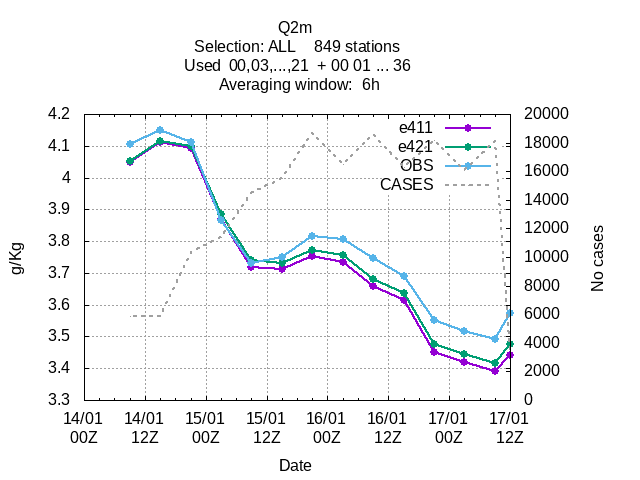 Q2m
Selection: ALL    849 stations
Used  00,03,...,21  + 00 01 ... 36
Averaging window:  6h
4.2
4.1
4
3.9
3.8
3.7
3.6
3.5
3.4
3.3
g/Kg
20000
18000
16000
14000
12000
10000
8000
6000
4000
2000
0
No cases
e411
e421
OBS
CASES
14/01 14/01 15/01 15/01 16/01 16/01 17/01 17/01
00Z 12Z 00Z 12Z 00Z 12Z 00Z 12Z
Date